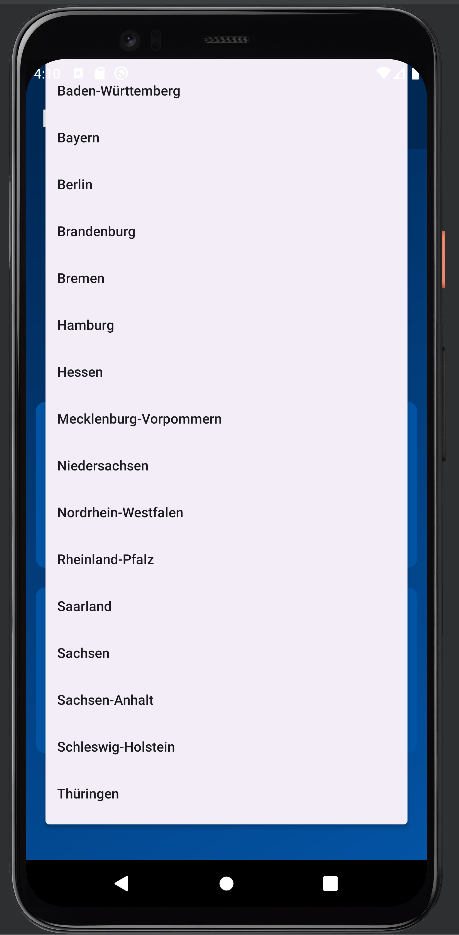 4:10
Baden-Württemberg
Bayern
Berlin
Brandenburg
Bremen
Hamburg
Hessen
Mecklenburg-Vorpommern
Niedersachsen
Nordrhein-Westfalen
Rheinland-Pfalz
Saarland
Sachsen
Sachsen-Anhalt
Schleswig-Holstein
Thüringen